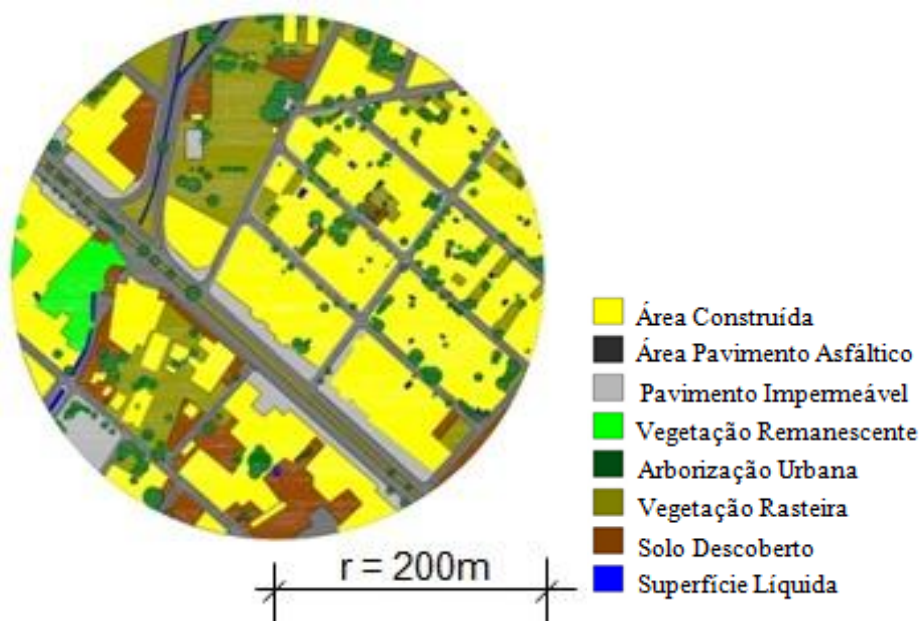 Área Construída
Área Pavimento Asfáltico
Pavimento Impermeável
Vegetação Remanescente
Arborização Urbana
Vegetação Rasteira
Solo Descoberto
Superfície Líquida
r = 200m